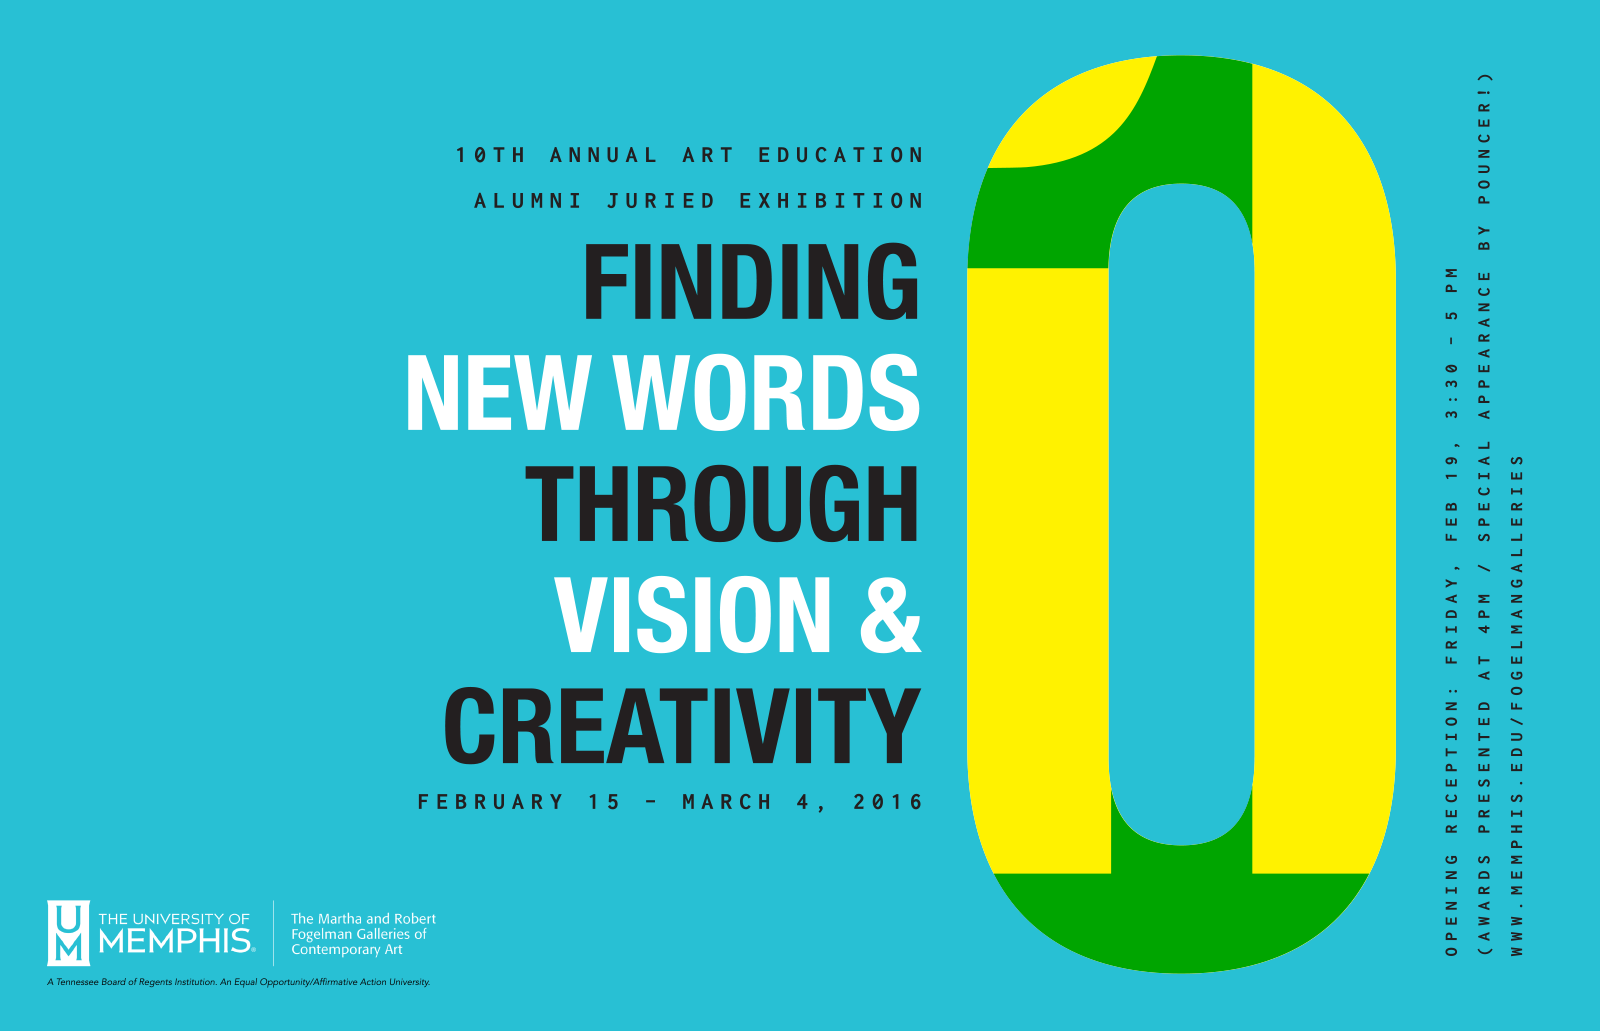 10TH ANNUAL ART EDUCATION
ALUMNI JURIED EXHIBITION
FINDING
NEW WORDS
THROUGH
VISION &
CREATIVITY
FEBRUARY 15 – MARCH 4, 2016
10
OPENING RECEPTION: FRIDAY, FEB 19, 3:30 – 5 PM
(AWARDS PRESENTED AT 4PM / SPECIAL APPEARANCE BY POUNCER!)
WWW.MEMPHIS.EDU/FOGELMANGALLERIES
UM
THE UNIVERSITY OF
MEMPHIS®
The Martha and Robert
Fogelman Galleries of
Contemporary Art
A Tennessee Board of Regents Institution. An Equal Opportunity/Affirmative Action University.